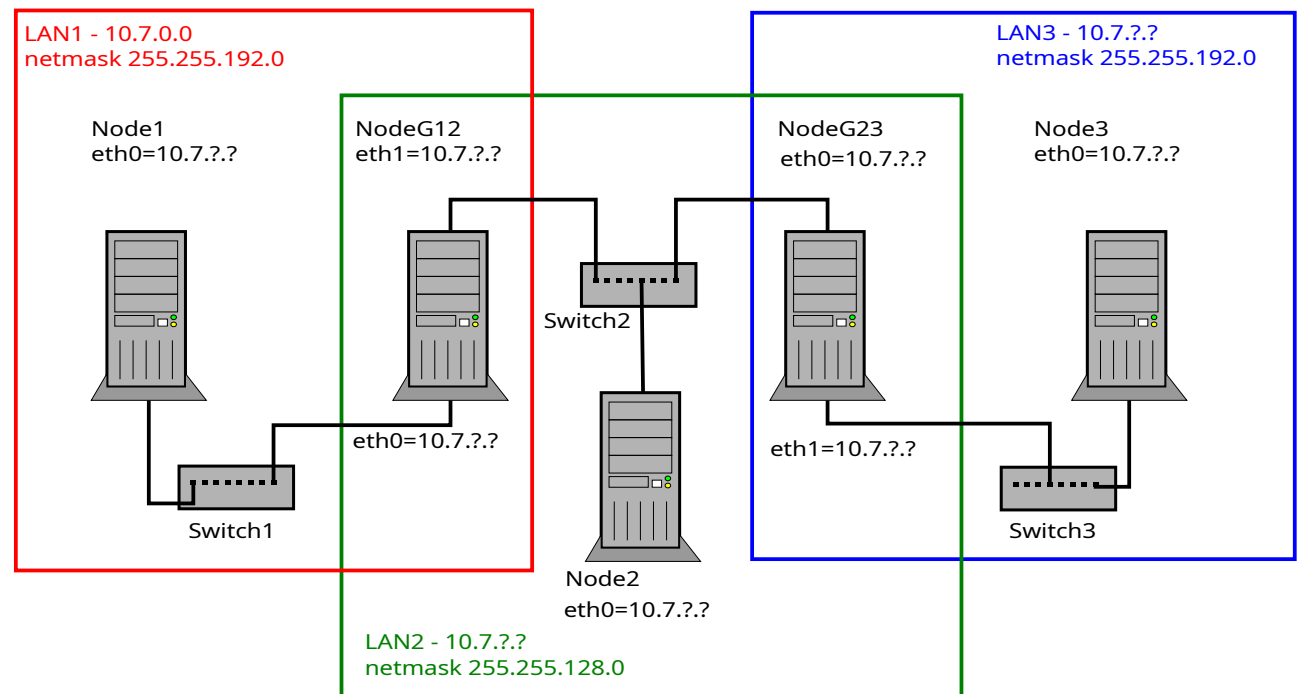 LAN1 - 10.7.0.0
netmask 255.255.192.0
LAN3 - 10.7.?.?
netmask 255.255.192.0
Node1
eth0=10.7.?.?
NodeG12
eth1=10.7.?.?
NodeG23
eth0=10.7.?.?
Node3
eth0=10.7.?.?
Switch2
eth0=10.7.?.?
eth1=10.7.?.?
Switch1
Switch3
Node2
eth0=10.7.?.?
LAN2 - 10.7.?.?
netmask 255.255.128.0